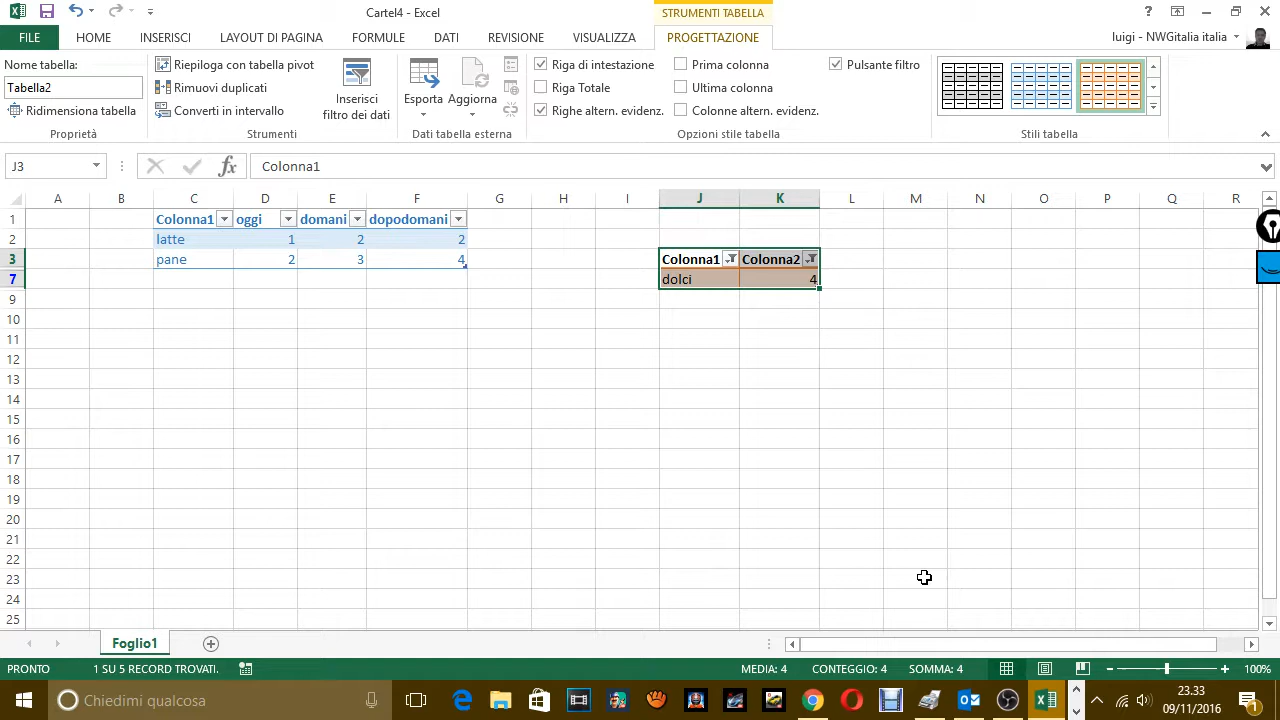 Cartel4 - Excel
STRUMENTI TABELLA
?
FILE
HOME
INSERISCI
LAYOUT DI PAGINA
FORMULE
DATI
REVISIONE
VISUALIZZA
PROGETTAZIONE
luigi - NWGitalia italia
Nome tabella:
Tabella2
Ridimensiona tabella
Proprietà
Riepiloga con tabella pivot
Rimuovi duplicati
Converti in intervallo
Inserisci
filtro dei dati
Strumenti
Esporta
Aggiorna
Dati tabella esterna
Riga di intestazione
Riga Totale
Righe altern. evidenz.
Prima colonna
Ultima colonna
Colonne altern. evidenz.
Pulsante filtro
Opzioni stile tabella
Stili tabella
J3
fx
Colonna1
A B C D E F G H I J K L M N O P Q R
1 Colonna1 oggi domani dopodomani
2 latte 1 2 2
3 pane 2 3 4 Colonna1 Colonna2
7 dolci 4
9
10
11
12
13
14
15
16
17
18
19
20
21
22
23
24
25
Foglio1
PRONTO
1 SU 5 RECORD TROVATI.
MEDIA: 4
CONTEGGIO: 4
SOMMA: 4
100%
Chiedimi qualcosa
23.33
09/11/2016
1